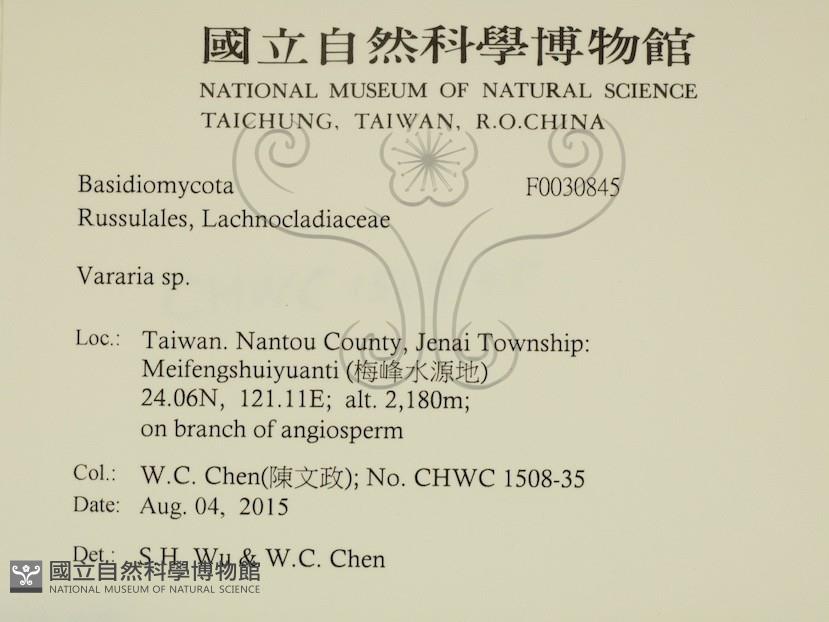 國立自然科學博物館
NATIONAL MUSEUM OF NATURAL SCIENCE
TAICHUNG, TAIWAN, R.O.CHINA
Basidiomycota F0030845
Russulales, Lachnocladiaceae
Vararia sp.
Loc.: Taiwan. Nantou County, Jenai Township:
Meifengshuiyuanti (梅峰水源地)
24.06N, 121.11E; alt. 2,180m;
on branch of angiosperm
Col.: W.C. Chen(陳文政); No. CHWC 1508-35
Date: Aug. 04, 2015
Det.: S.H. Wu & W.C. Chen
國立自然科學博物館
NATIONAL MUSEUM OF NATURAL SCIENCE